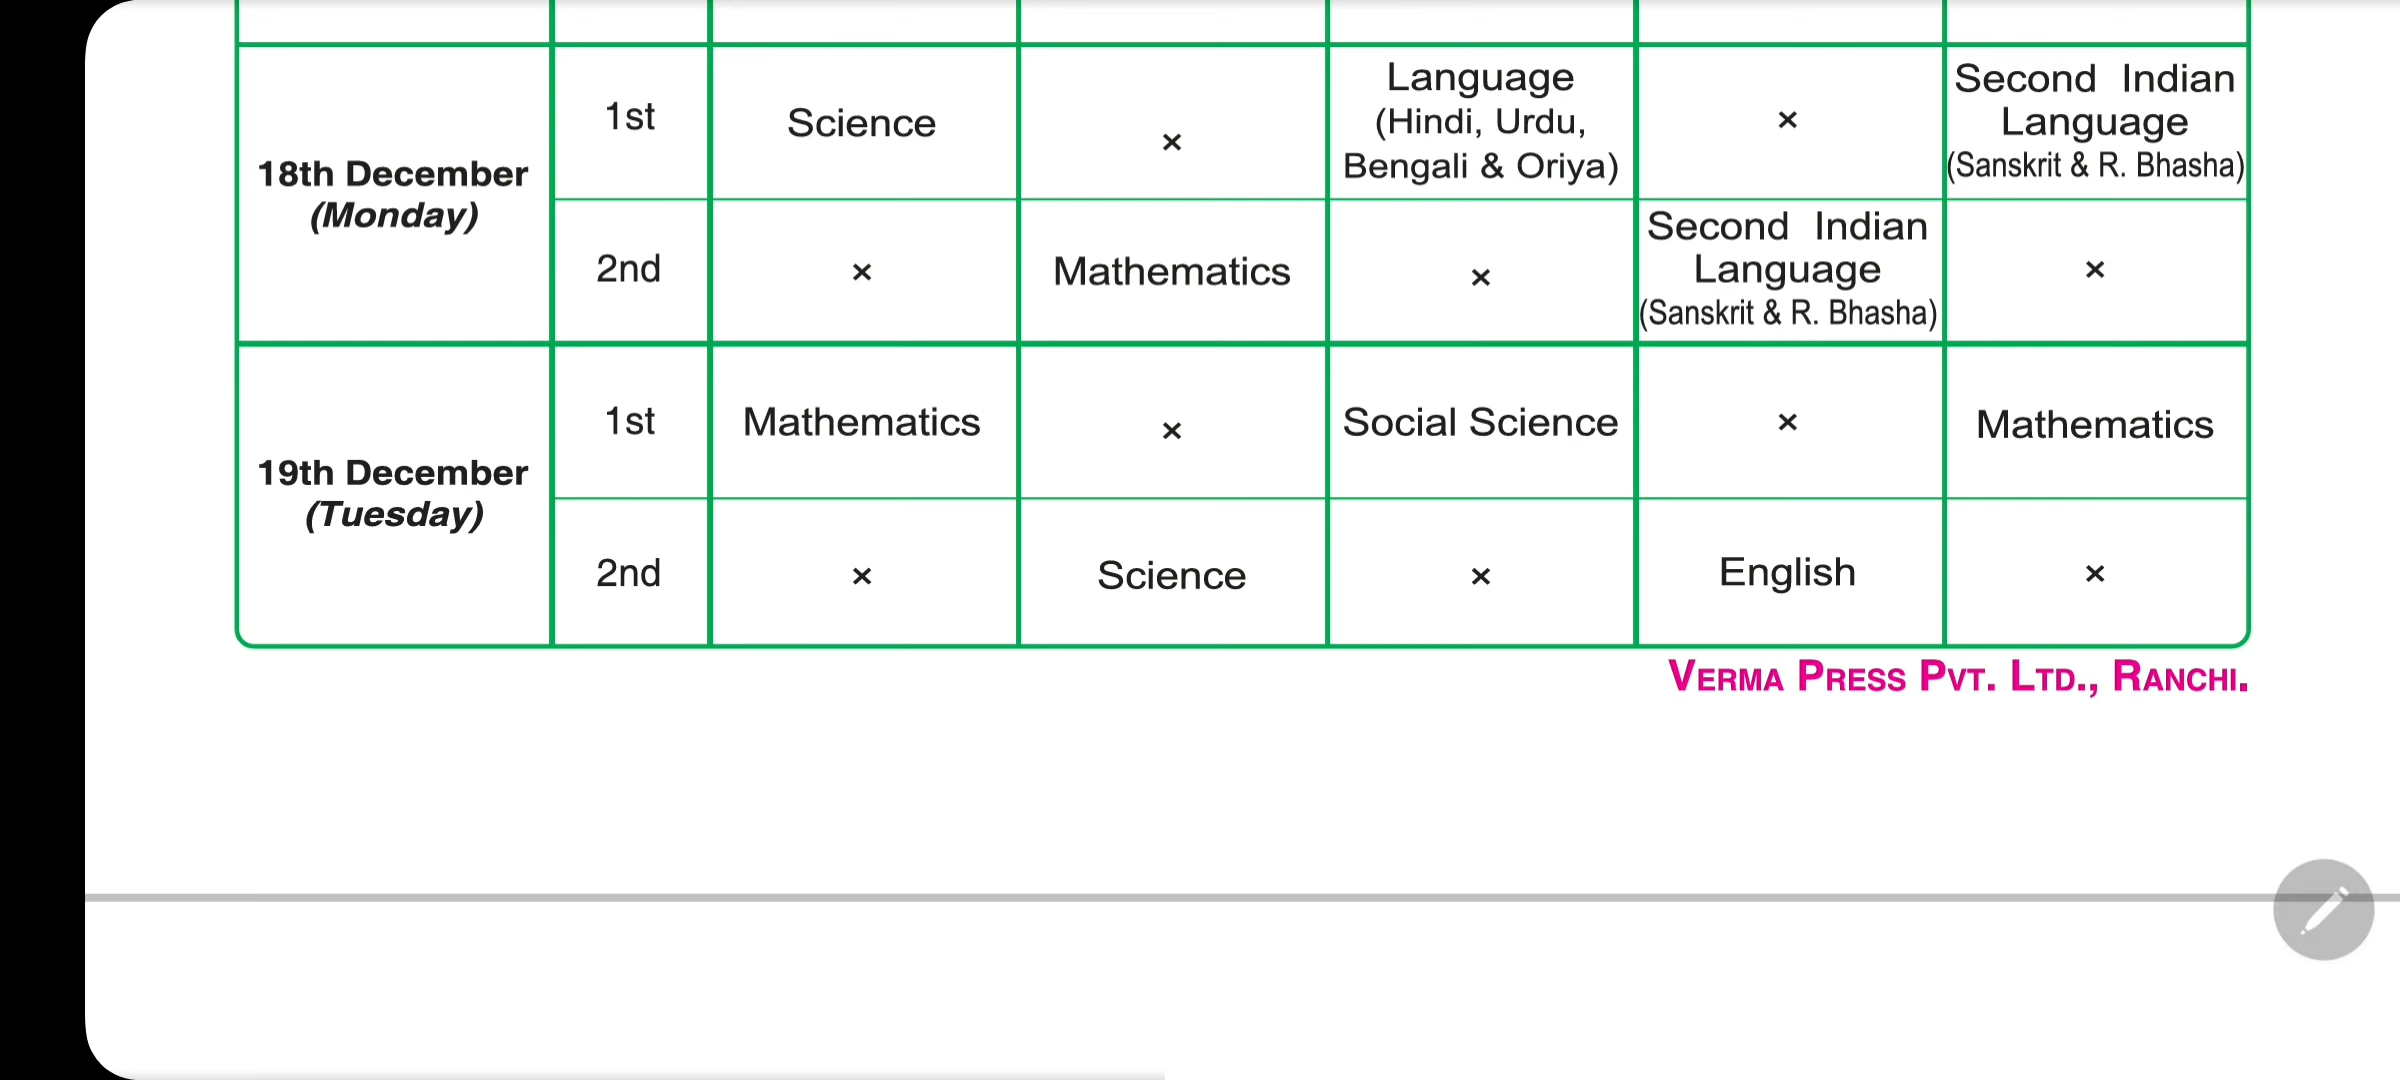 18th December
(Monday)
1st
Science
×
Language
(Hindi, Urdu,
Bengali & Oriya)
×
Second Indian
Language
(Sanskrit & R. Bhasha)
2nd
×
Mathematics
×
Second Indian
Language
(Sanskrit & R. Bhasha)
×
19th December
(Tuesday)
1st
Mathematics
×
Social Science
×
Mathematics
2nd
×
Science
×
English
×
VERMA PRESS PVT. LTD., RANCHI.